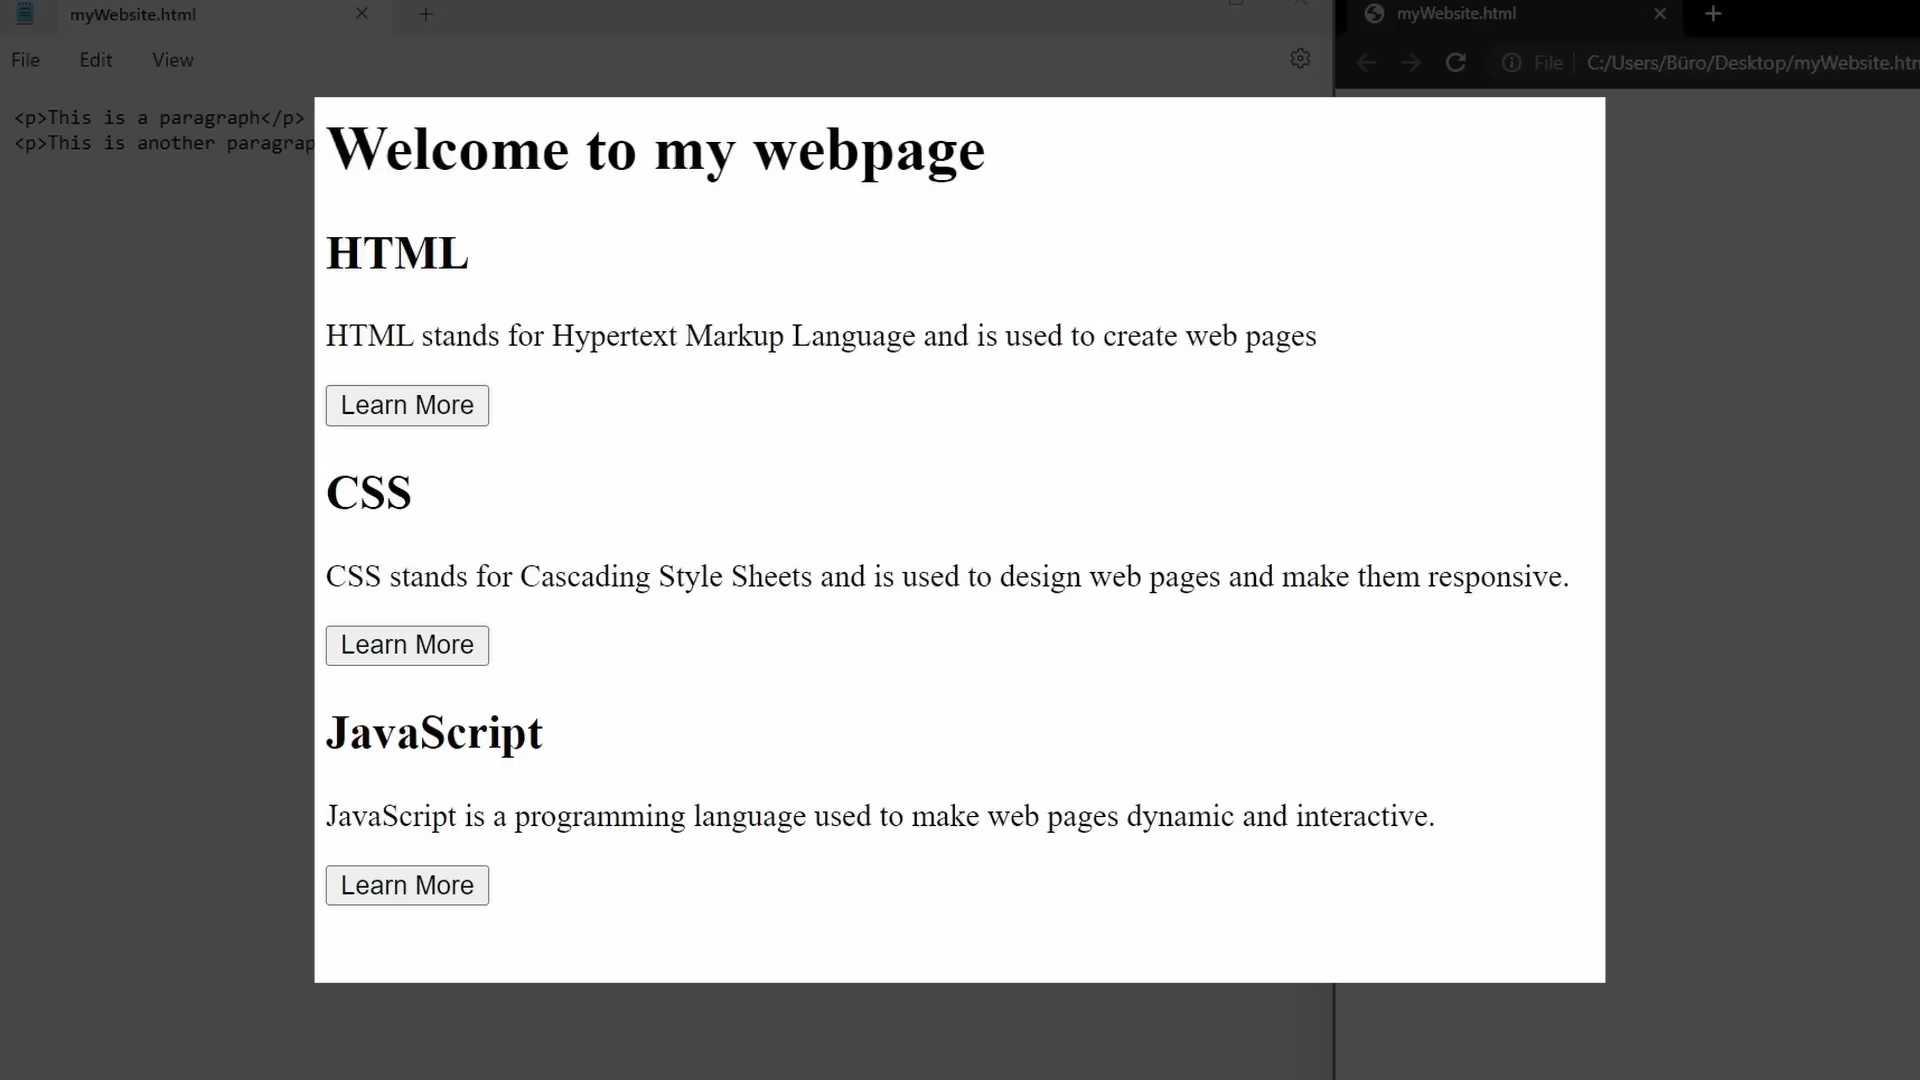 myWebsite.html
myWebsite.html
File Edit View
File C:/Users/Büro/Desktop/myWebsite.htm
<p>This is a paragraph</p>
<p>This is another paragrap
Welcome to my webpage
HTML
HTML stands for Hypertext Markup Language and is used to create web pages
Learn More
CSS
CSS stands for Cascading Style Sheets and is used to design web pages and make them responsive.
Learn More
JavaScript
JavaScript is a programming language used to make web pages dynamic and interactive.
Learn More